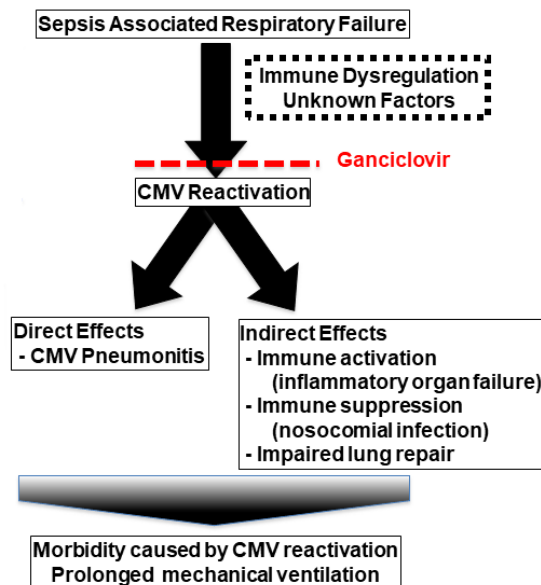 Sepsis Associated Respiratory Failure
Immune Dysregulation
Unknown Factors
Ganciclovir
CMV Reactivation
Direct Effects
- CMV Pneumonitis
Indirect Effects
- Immune activation
(inflammatory organ failure)
- Immune suppression
(nosocomial infection)
- Impaired lung repair
Morbidity caused by CMV reactivation
Prolonged mechanical ventilation